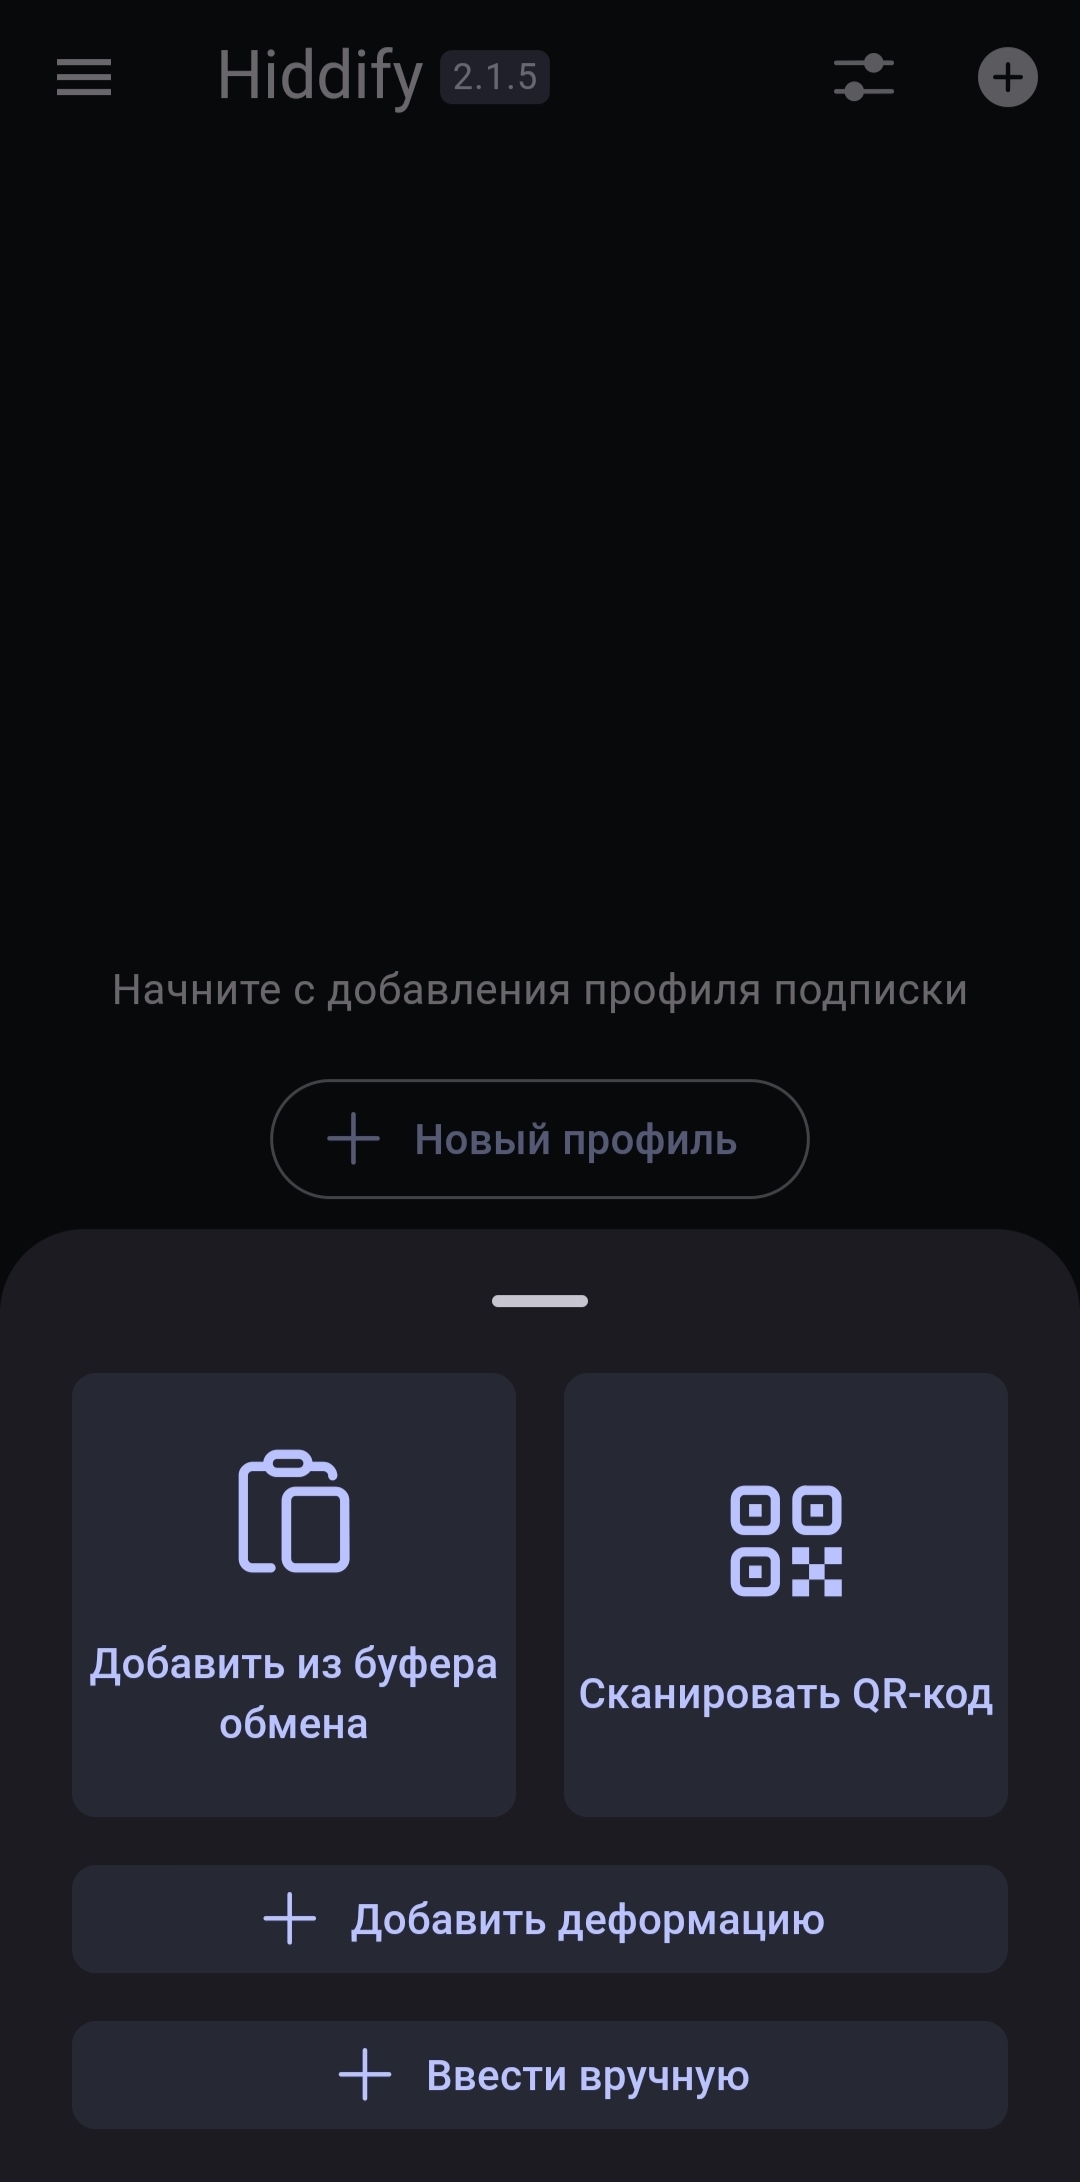 Hiddify 2.1.5
Начните с добавления профиля подписки
Новый профиль
Добавить из буфера
обмена
Сканировать QR-код
Добавить деформацию
Ввести вручную